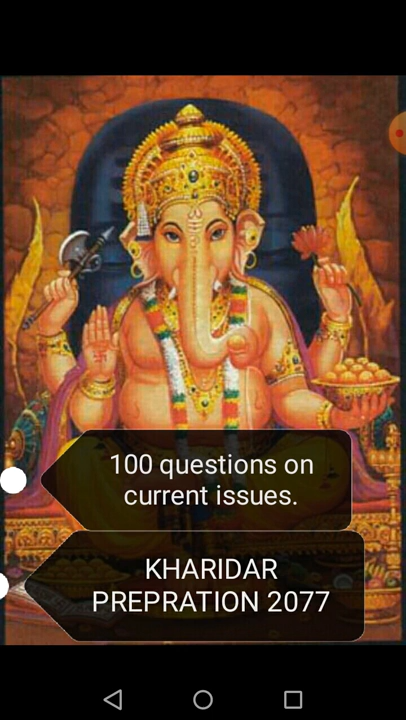 100 questions on
current issues.
KHARIDAR
PREPRATION 2077